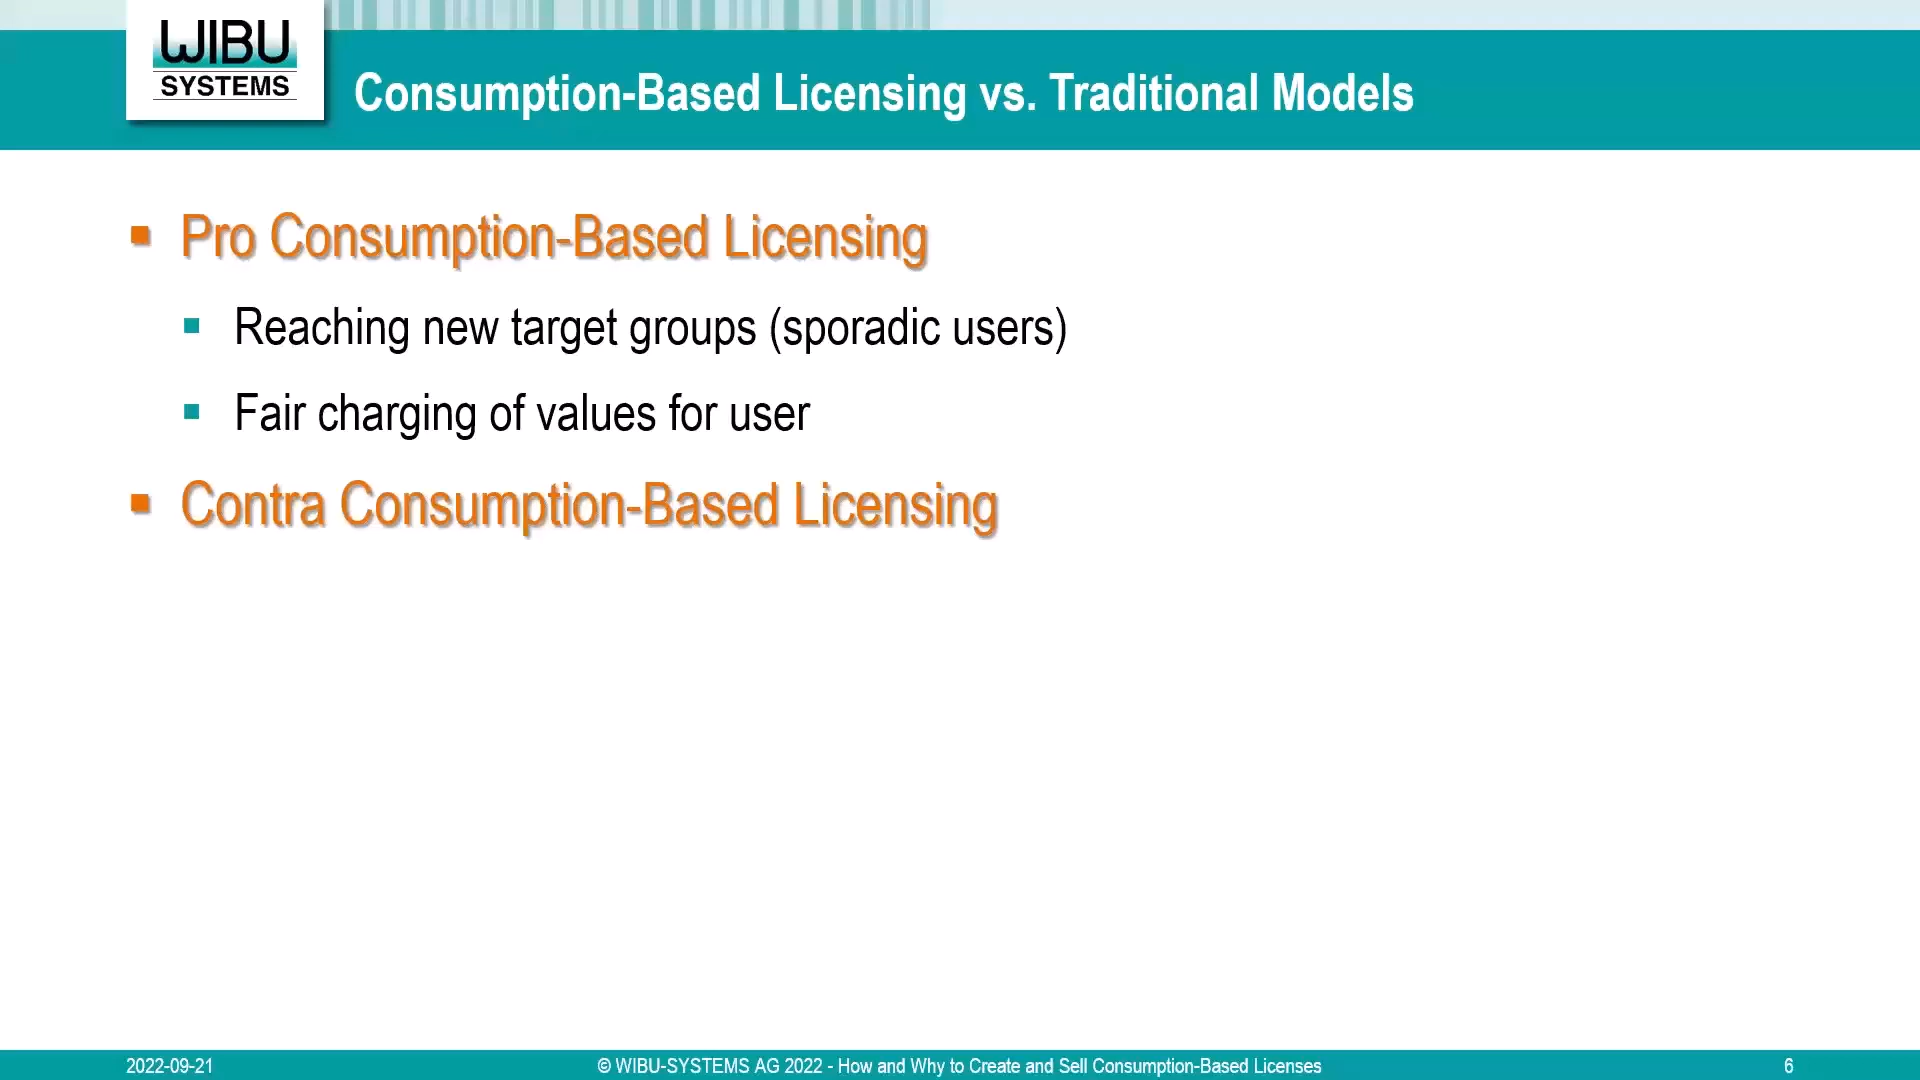 WIBU
SYSTEMS
Consumption-Based Licensing vs. Traditional Models
Pro Consumption-Based Licensing
Reaching new target groups (sporadic users)
Fair charging of values for user
Contra Consumption-Based Licensing
2022-09-21
© WIBU-SYSTEMS AG 2022 - How and Why to Create and Sell Consumption-Based Licenses
6